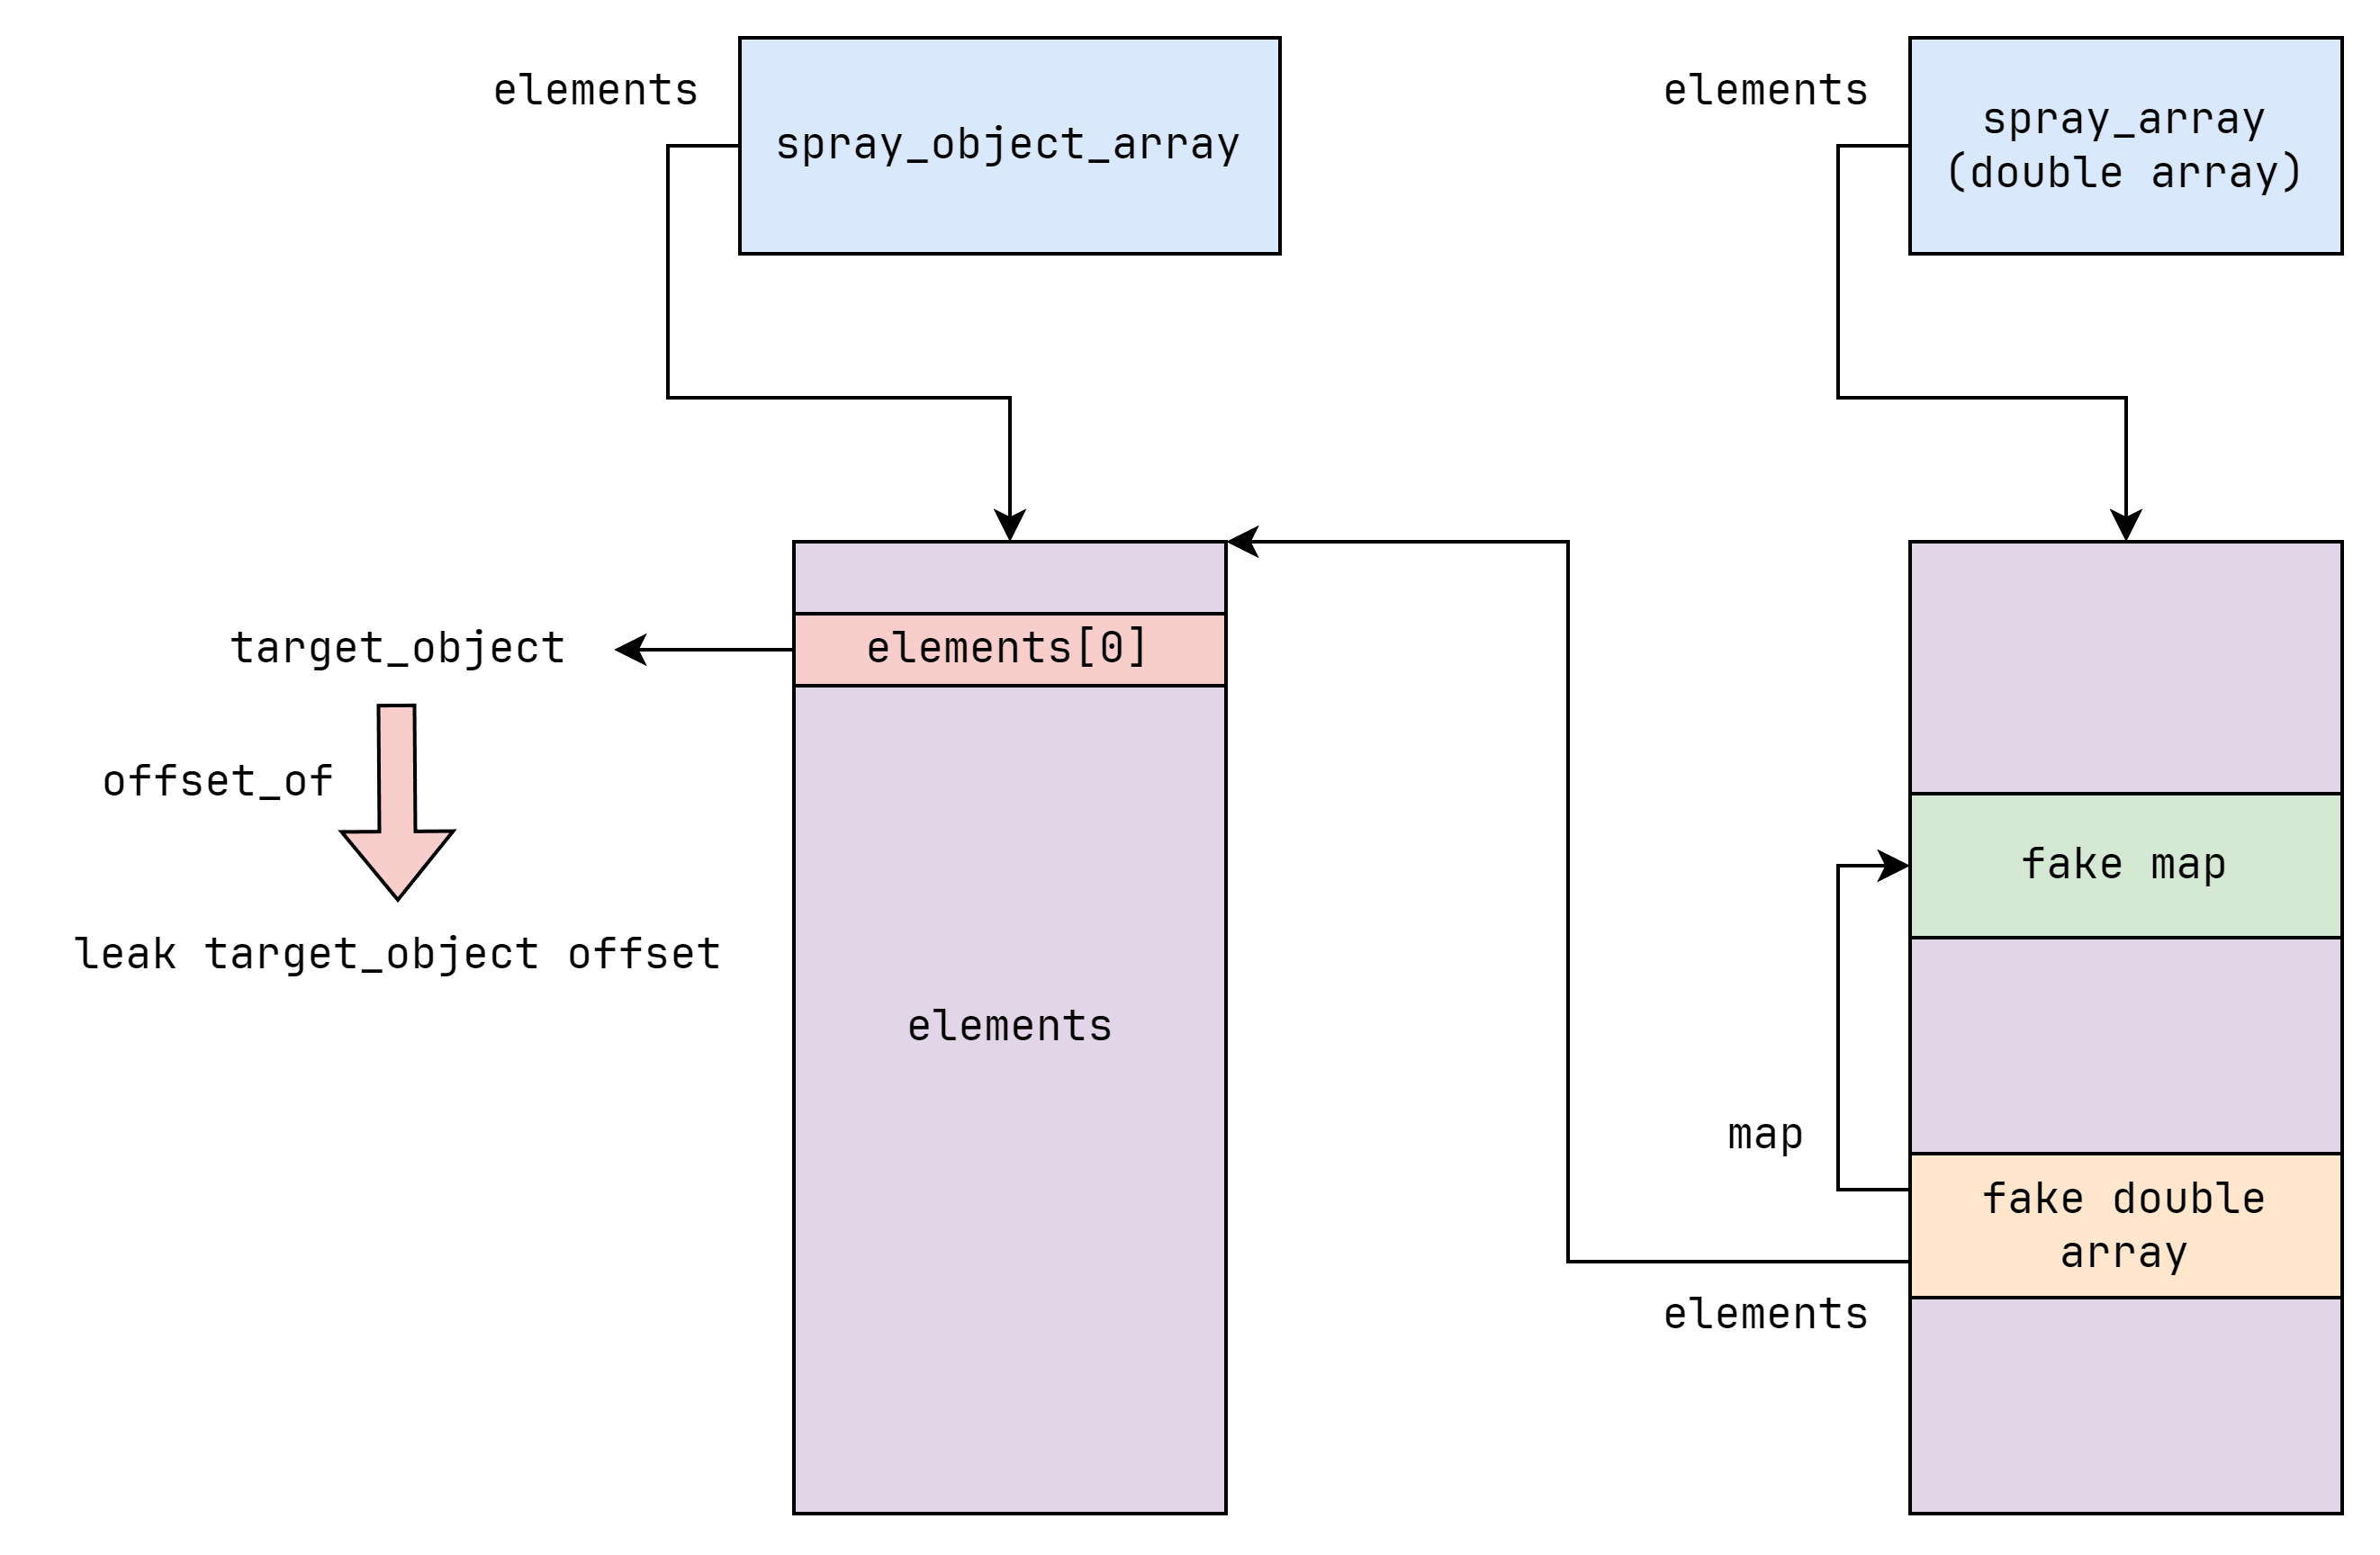 elements
spray_object_array
elements
spray_array
(double array)
target_object
elements[0]
offset_of
fake map
leak target_object offset
elements
map
fake double
array
elements